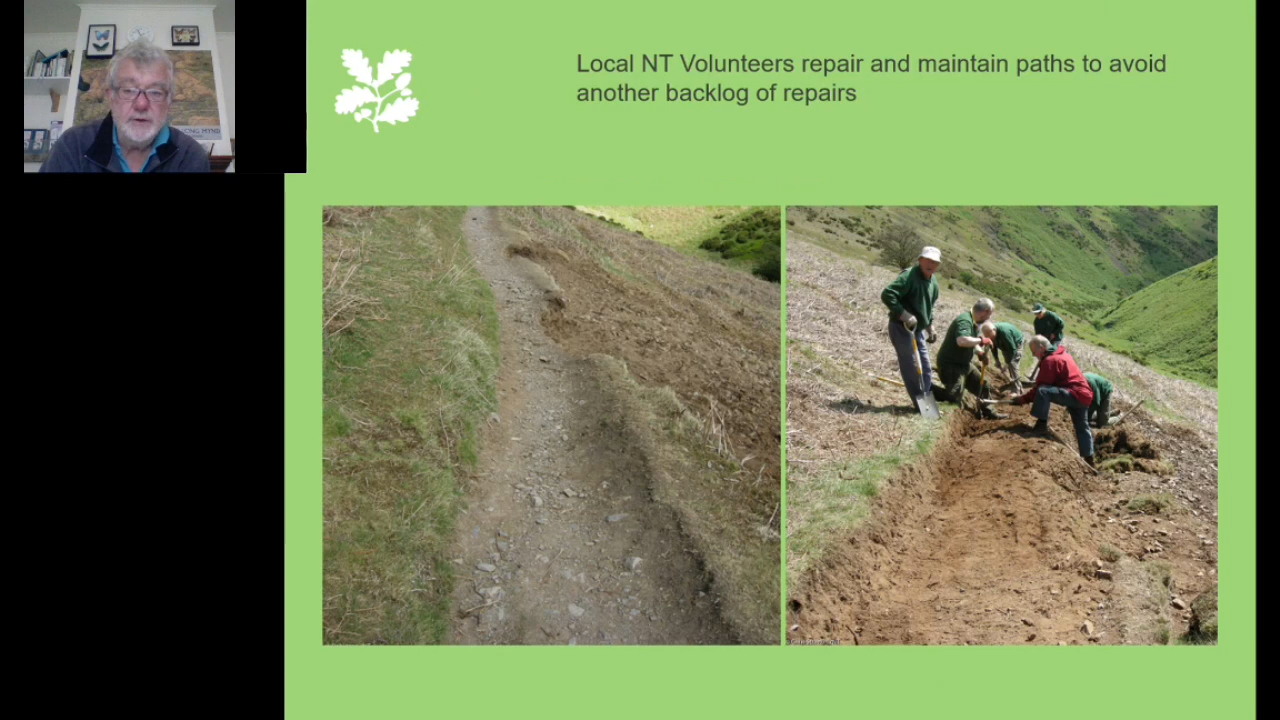 Local NT Volunteers repair and maintain paths to avoid
another backlog of repairs